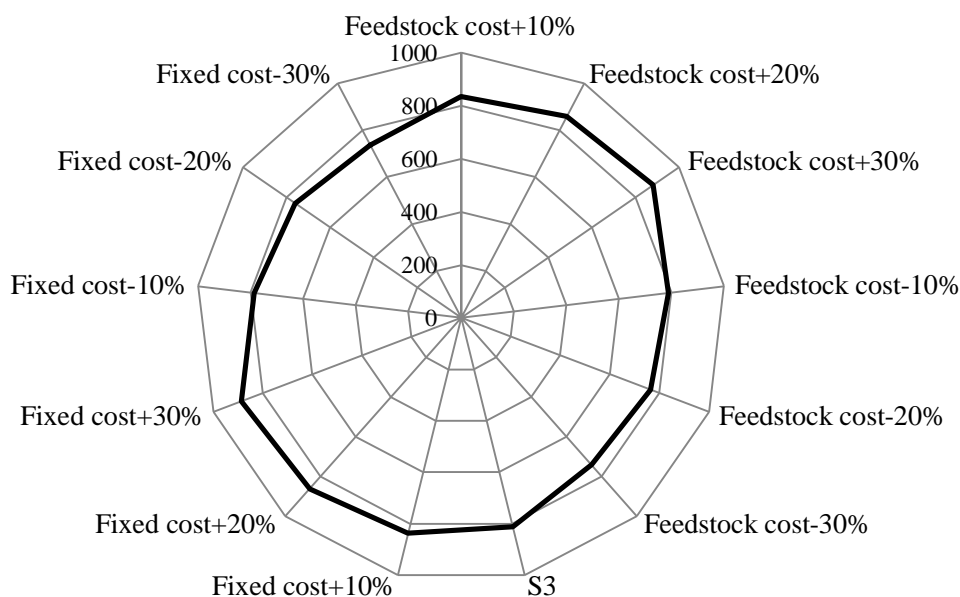 Feedstock cost+10%
Feedstock cost+20%
Feedstock cost+30%
Feedstock cost-10%
Feedstock cost-20%
Feedstock cost-30%
S3
Fixed cost+10%
Fixed cost+20%
Fixed cost+30%
Fixed cost-10%
Fixed cost-20%
Fixed cost-30%
1000
800
600
400
200
0